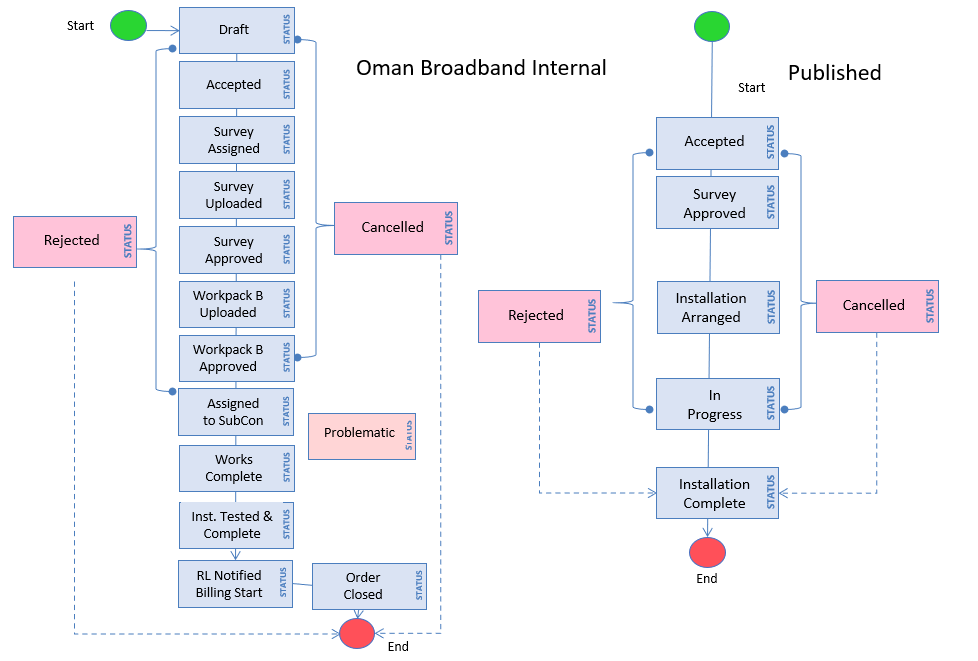 Start
Draft
STATUS
Oman Broadband Internal
Accepted
STATUS
Survey
Assigned
STATUS
Survey
Uploaded
STATUS
Rejected
STATUS
Cancelled
STATUS
Survey
Approved
STATUS
Workpack B
Uploaded
STATUS
Workpack B
Approved
STATUS
Assigned
to SubCon
STATUS
Problematic
STATUS
Works
Complete
STATUS
Inst. Tested &
Complete
STATUS
RL Notified
Billing Start
STATUS
Order
Closed
STATUS
End
Published
Start
Accepted
STATUS
Survey
Approved
STATUS
Rejected
STATUS
Installation
Arranged
STATUS
Cancelled
STATUS
In
Progress
STATUS
Installation
Complete
STATUS
End